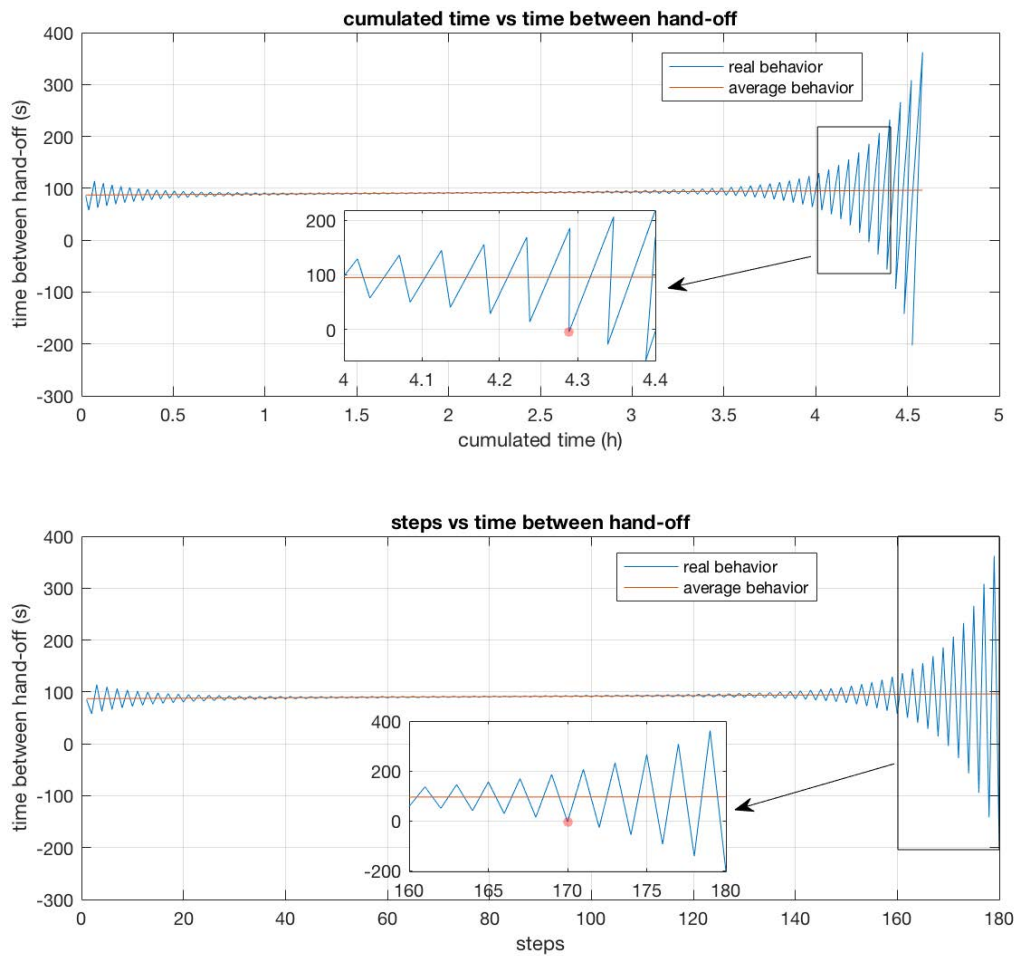 cumulated time vs time between hand-off
400
300
200
100
0
-100
-200
-300
time between hand-off (s)
real behavior
average behavior
200
100
0
4 4.1 4.2 4.3 4.4
0 0.5 1 1.5 2 2.5 3 3.5 4 4.5 5
cumulated time (h)
steps vs time between hand-off
400
300
200
100
0
-100
-200
-300
time between hand-off (s)
real behavior
average behavior
400
200
0
-200
160 165 170 175 180
0 20 40 60 80 100 120 140 160 180
steps